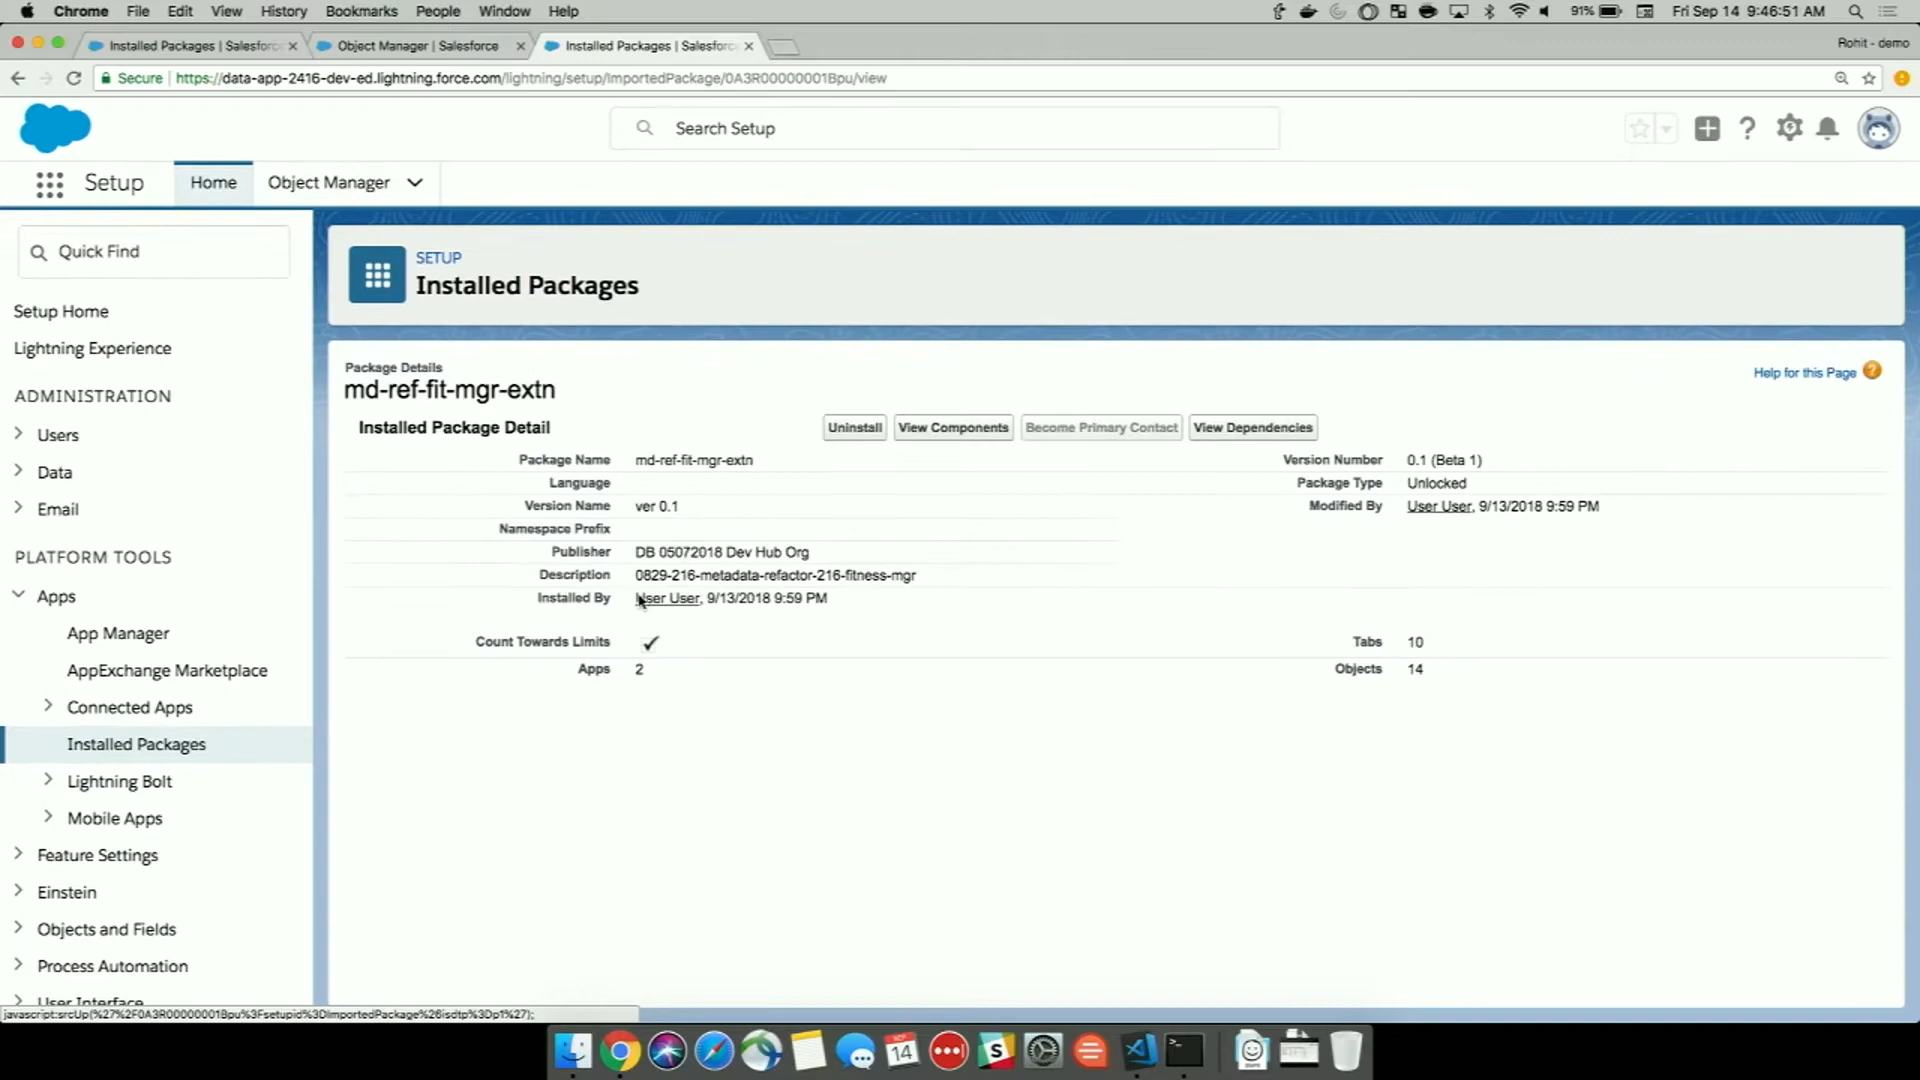 Chrome File Edit View History Bookmarks People Window Help
91% Fri Sep 14 9:46:51 AM
Installed Packages | Salesforc
Object Manager | Salesforce
Installed Packages | Salesforc
Rohit - demo
Secure https://data-app-2416-dev-ed.lightning.force.com/lightning/setup/ImportedPackage/0A3R00000001Bpu/view
Search Setup
Setup Home Object Manager
Quick Find
Setup Home
Lightning Experience
ADMINISTRATION
Users
Data
Email
PLATFORM TOOLS
Apps
App Manager
AppExchange Marketplace
Connected Apps
Installed Packages
Lightning Bolt
Mobile Apps
Feature Settings
Einstein
Objects and Fields
Process Automation
User Interface
SETUP
Installed Packages
Package Details
md-ref-fit-mgr-extn
Help for this Page
Installed Package Detail
Uninstall View Components Become Primary Contact View Dependencies
Package Name md-ref-fit-mgr-extn Version Number 0.1 (Beta 1)
Language Package Type Unlocked
Version Name ver 0.1 Modified By User User, 9/13/2018 9:59 PM
Namespace Prefix
Publisher DB 05072018 Dev Hub Org
Description 0829-216-metadata-refactor-216-fitness-mgr
Installed By User User, 9/13/2018 9:59 PM
Count Towards Limits Tabs 10
Apps 2 Objects 14
javascript:srcUp(%27%2F0A3R00000001Bpu%3Fsetupid%3DImportedPackage%26isdtp%3Dp1%27);
SEP
14